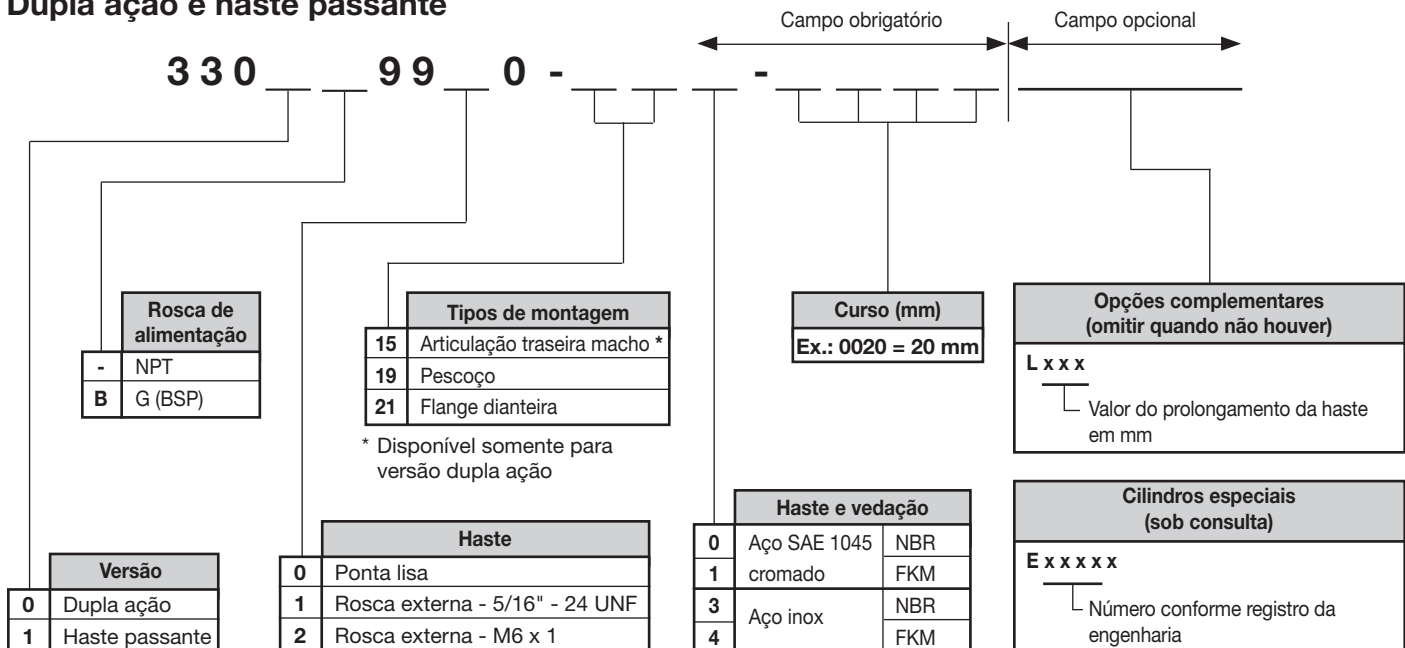 Dupla ação e haste passante
Campo obrigatório
Campo opcional
330 _ _ 99 _ 0 - _ _ _ - _ _ _ _ _
Rosca de
alimentação
- NPT
B G (BSP)
Tipos de montagem
15 Articulação traseira macho *
19 Pescoço
21 Flange dianteira
* Disponível somente para
versão dupla ação
Curso (mm)
Ex.: 0020 = 20 mm
Opções complementares
(omitir quando não houver)
L x x x
Valor do prolongamento da haste
em mm
Versão
0 Dupla ação
1 Haste passante
Haste
0 Ponta lisa
1 Rosca externa - 5/16" - 24 UNF
2 Rosca externa - M6 x 1
Haste e vedação
0 Aço SAE 1045 NBR
1 cromado FKM
3 Aço inox NBR
4 FKM
Cilindros especiais
(sob consulta)
E x x x x x
Número conforme registro da
engenharia